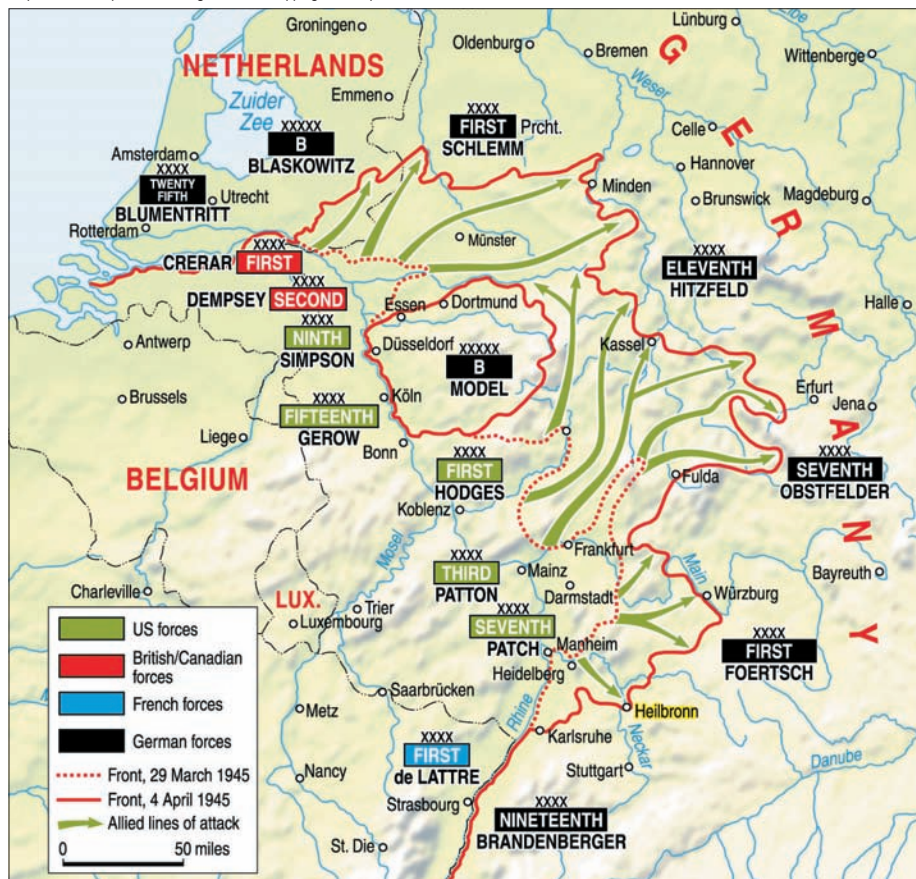 Groningen
Lünburg
Elbe
Oldenburg
Bremen
Wittenberge
NETHERLANDS
G
Weser
Emmen
Zuider
Zee
XXXXX
B
BLASKOWITZ
XXXX
FIRST Prcht.
SCHLEMM
Celle
E
Amsterdam
XXXX
TWENTY
FIFTH
BLUMENTRITT
Utrecht
Hannover
Minden
Brunswick
Magdeburg
R
Rotterdam
Münster
XXXX
CRERAR FIRST
XXXX
ELEVENTH
HITZFELD
XXXX
DEMPSEY SECOND
Essen
Dortmund
Halle
M
XXXX
NINTH
SIMPSON
Antwerp
Düsseldorf
XXXXX
B
MODEL
Kassel
Brussels
Köln
Erfurt
Jena
XXXX
FIFTEENTH
GEROW
A
Liege
Bonn
XXXX
FIRST
HODGES
XXXX
SEVENTH
OBSTFELDER
BELGIUM
Fulda
Koblenz
N
Mosel
Frankfurt
XXXX
THIRD
PATTON
Mainz
Main
Bayreuth
Charleville
LUX.
Trier
Darmstadt
Würzburg
Luxembourg
XXXX
SEVENTH
PATCH
Manheim
Y
XXXX
FIRST
FOERTSCH
Heidelberg
Saarbrücken
Metz
Rhine
Heilbronn
Karlsruhe
Neckar
Danube
XXXX
FIRST
de LATTRE
Nancy
Stuttgart
Strasbourg
XXXX
NINETEENTH
BRANDENBERGER
St. Die
US forces
British/Canadian
forces
French forces
German forces
Front, 29 March 1945
Front, 4 April 1945
Allied lines of attack
0 50 miles